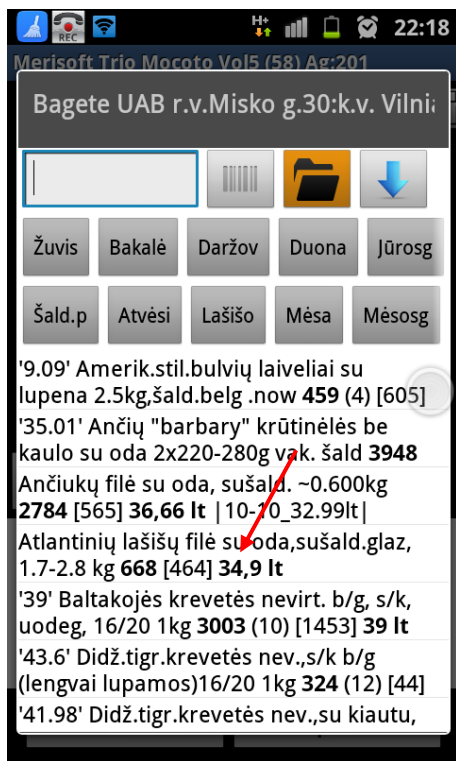 REC H+ 22:18
Merisoft Trio Mocoto Vol5 (58) Ag:201
Bagete UAB r.v.Misko g.30:k.v. Vilnia
Žuvis Bakalė Daržov Duona Jūrosg
Šald.p Atvėsi Lašišo Mėsa Mėsosg
'9.09' Amerik.stil.bulvių laiveliai su
lupena 2.5kg,šald.belg .now 459 (4) [605]
'35.01' Ančių "barbary" krūtinėlės be
kaulo su oda 2x220-280g vak. šald 3948
Ančiukų filė su oda, sušald. ~0.600kg
2784 [565] 36,66 lt |10-10_32.99lt|
Atlantinių lašišų filė su oda,sušald.glaz,
1.7-2.8 kg 668 [464] 34,9 lt
'39' Baltakojės krevetės nevirt. b/g, s/k,
uodeg, 16/20 1kg 3003 (10) [1453] 39 lt
'43.6' Didž.tigr.krevetės nev.,s/k b/g
(lengvai lupamos)16/20 1kg 324 (12) [44]
'41.98' Didž.tigr.krevetės nev.,su kiautu,